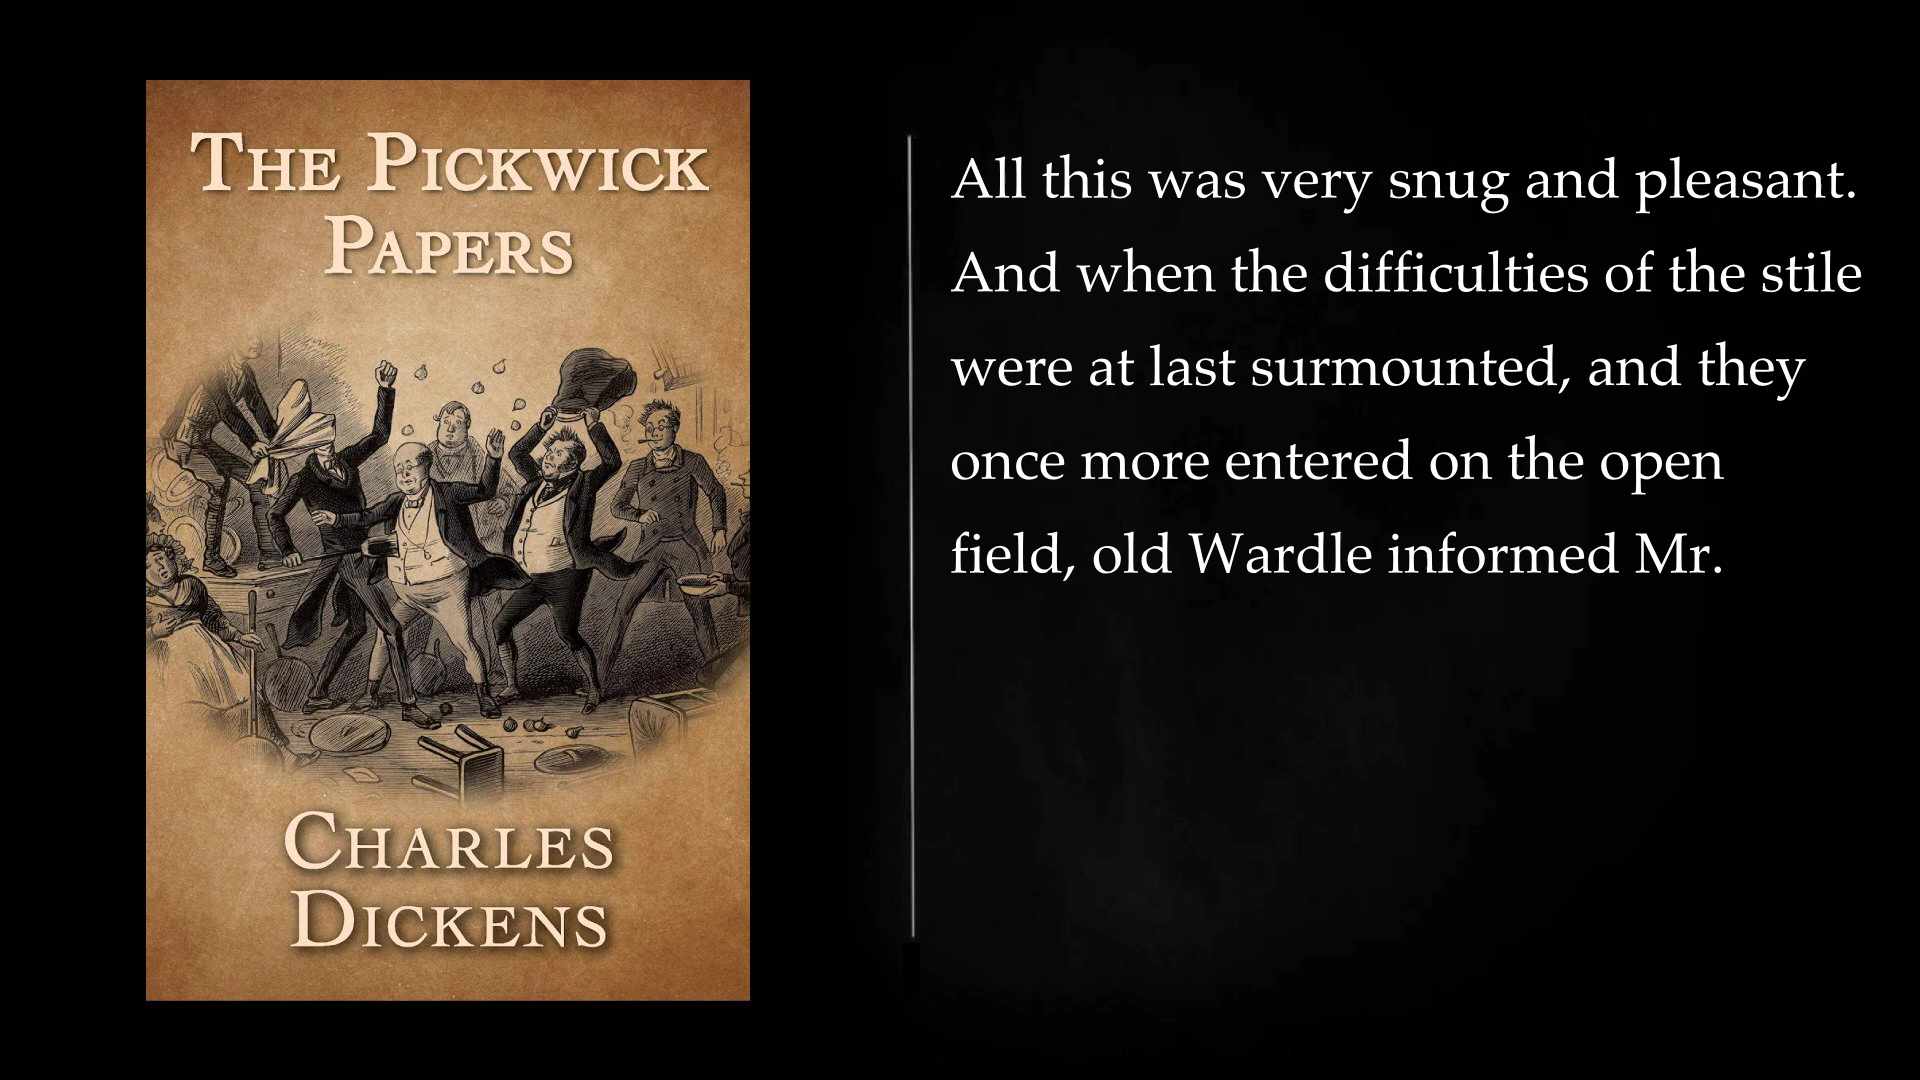 THE PICKWICK
PAPERS
CHARLES
DICKENS
All this was very snug and pleasant.
And when the difficulties of the stile
were at last surmounted, and they
once more entered on the open
field, old Wardle informed Mr.